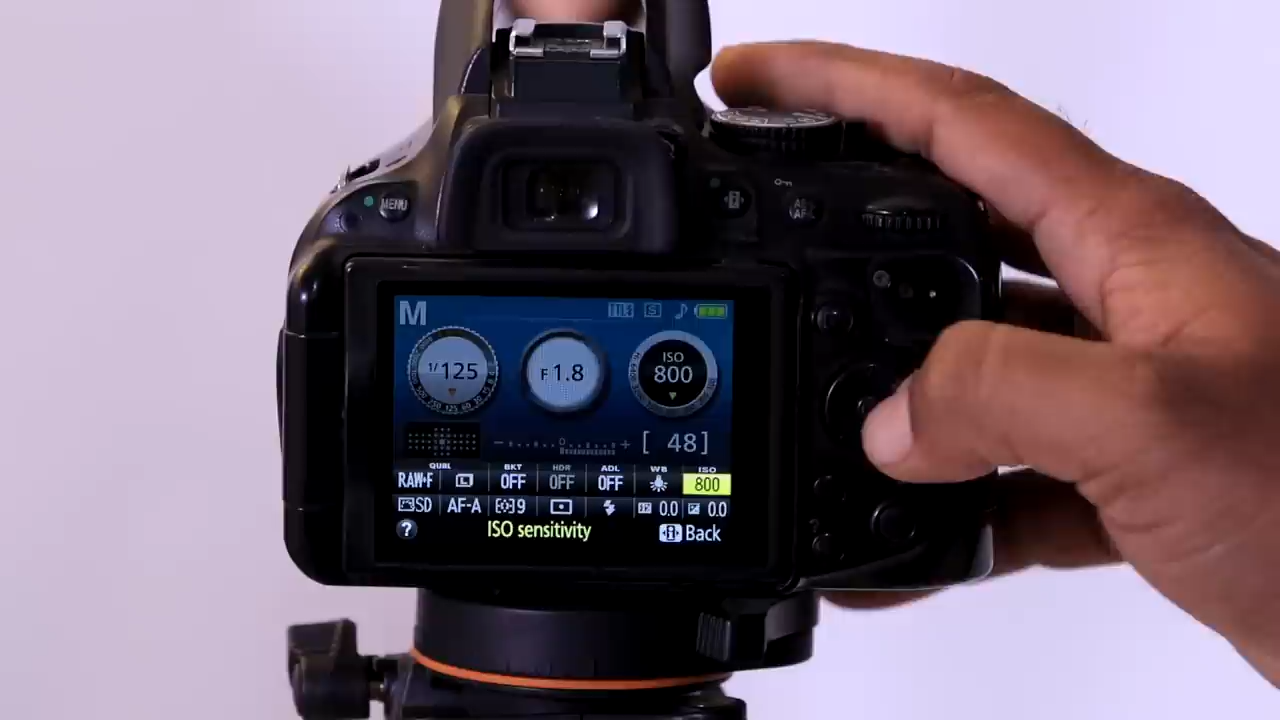 MENU
M
1/125
F1.8
ISO
800
[ 48]
QUAL BKT HDR ADL WB ISO
RAW+F L OFF OFF OFF 800
SD AF-A 9 0.0 0.0
? ISO sensitivity i Back